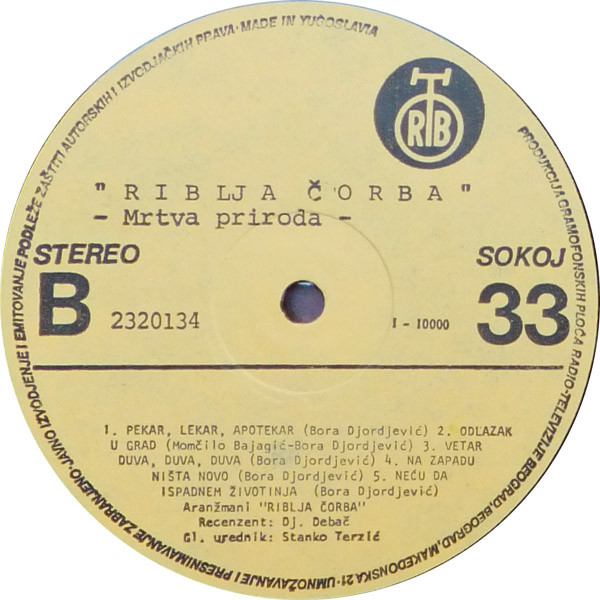 PRODUKCIJA GRAMOFONSKIH PLOČA RADIO-TELEVIZIJE BEOGRAD, BEOGRAD, MAKEDONSKA 21 · UMNOŽAVANJE I PRESNIMAVANJE ZABRANJENO · JAVNO IZVODJENJE I EMITOVANJE PODLEŽE ZAŠTITI AUTORSKIH I IZVODJAČKIH PRAVA · MADE IN YUGOSLAVIA
RTB
" R I B LJ A Č O R B A "
- Mrtva priroda -
STEREO SOKOJ
B 2320134 I - 10000 33
1. PEKAR, LEKAR, APOTEKAR (Bora Djordjević) 2. ODLAZAK
U GRAD (Momčilo Bajagić-Bora Djordjević) 3. VETAR
DUVA, DUVA, DUVA (Bora Djordjević) 4. NA ZAPADU
NIŠTA NOVO (Bora Djordjević) 5. NEĆU DA
ISPADNEM ŽIVOTINJA (Bora Djordjević)
Aranžmani "RIBLJA ČORBA"
Recenzent: Dj. Debač
Gl. urednik: Stanko Terzić